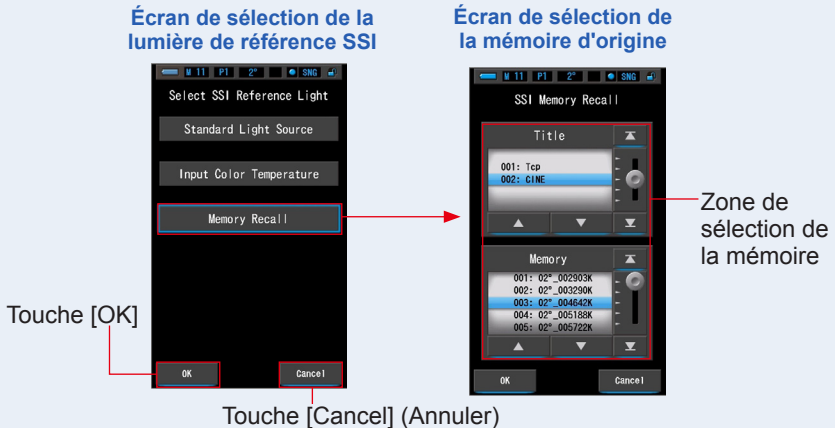 Écran de sélection de la
lumière de référence SSI
M 11 P1 2° SNG
Select SSI Reference Light
Standard Light Source
Input Color Temperature
Memory Recall
OK
Cancel
Touche [OK]
Touche [Cancel] (Annuler)
Écran de sélection de
la mémoire d'origine
M 11 P1 2° SNG
SSI Memory Recall
Title
001: Tcp
002: CINE
Memory
001: 02°_002903K
002: 02°_003290K
003: 02°_004642K
004: 02°_005188K
005: 02°_005722K
OK
Cancel
Zone de
sélection de
la mémoire